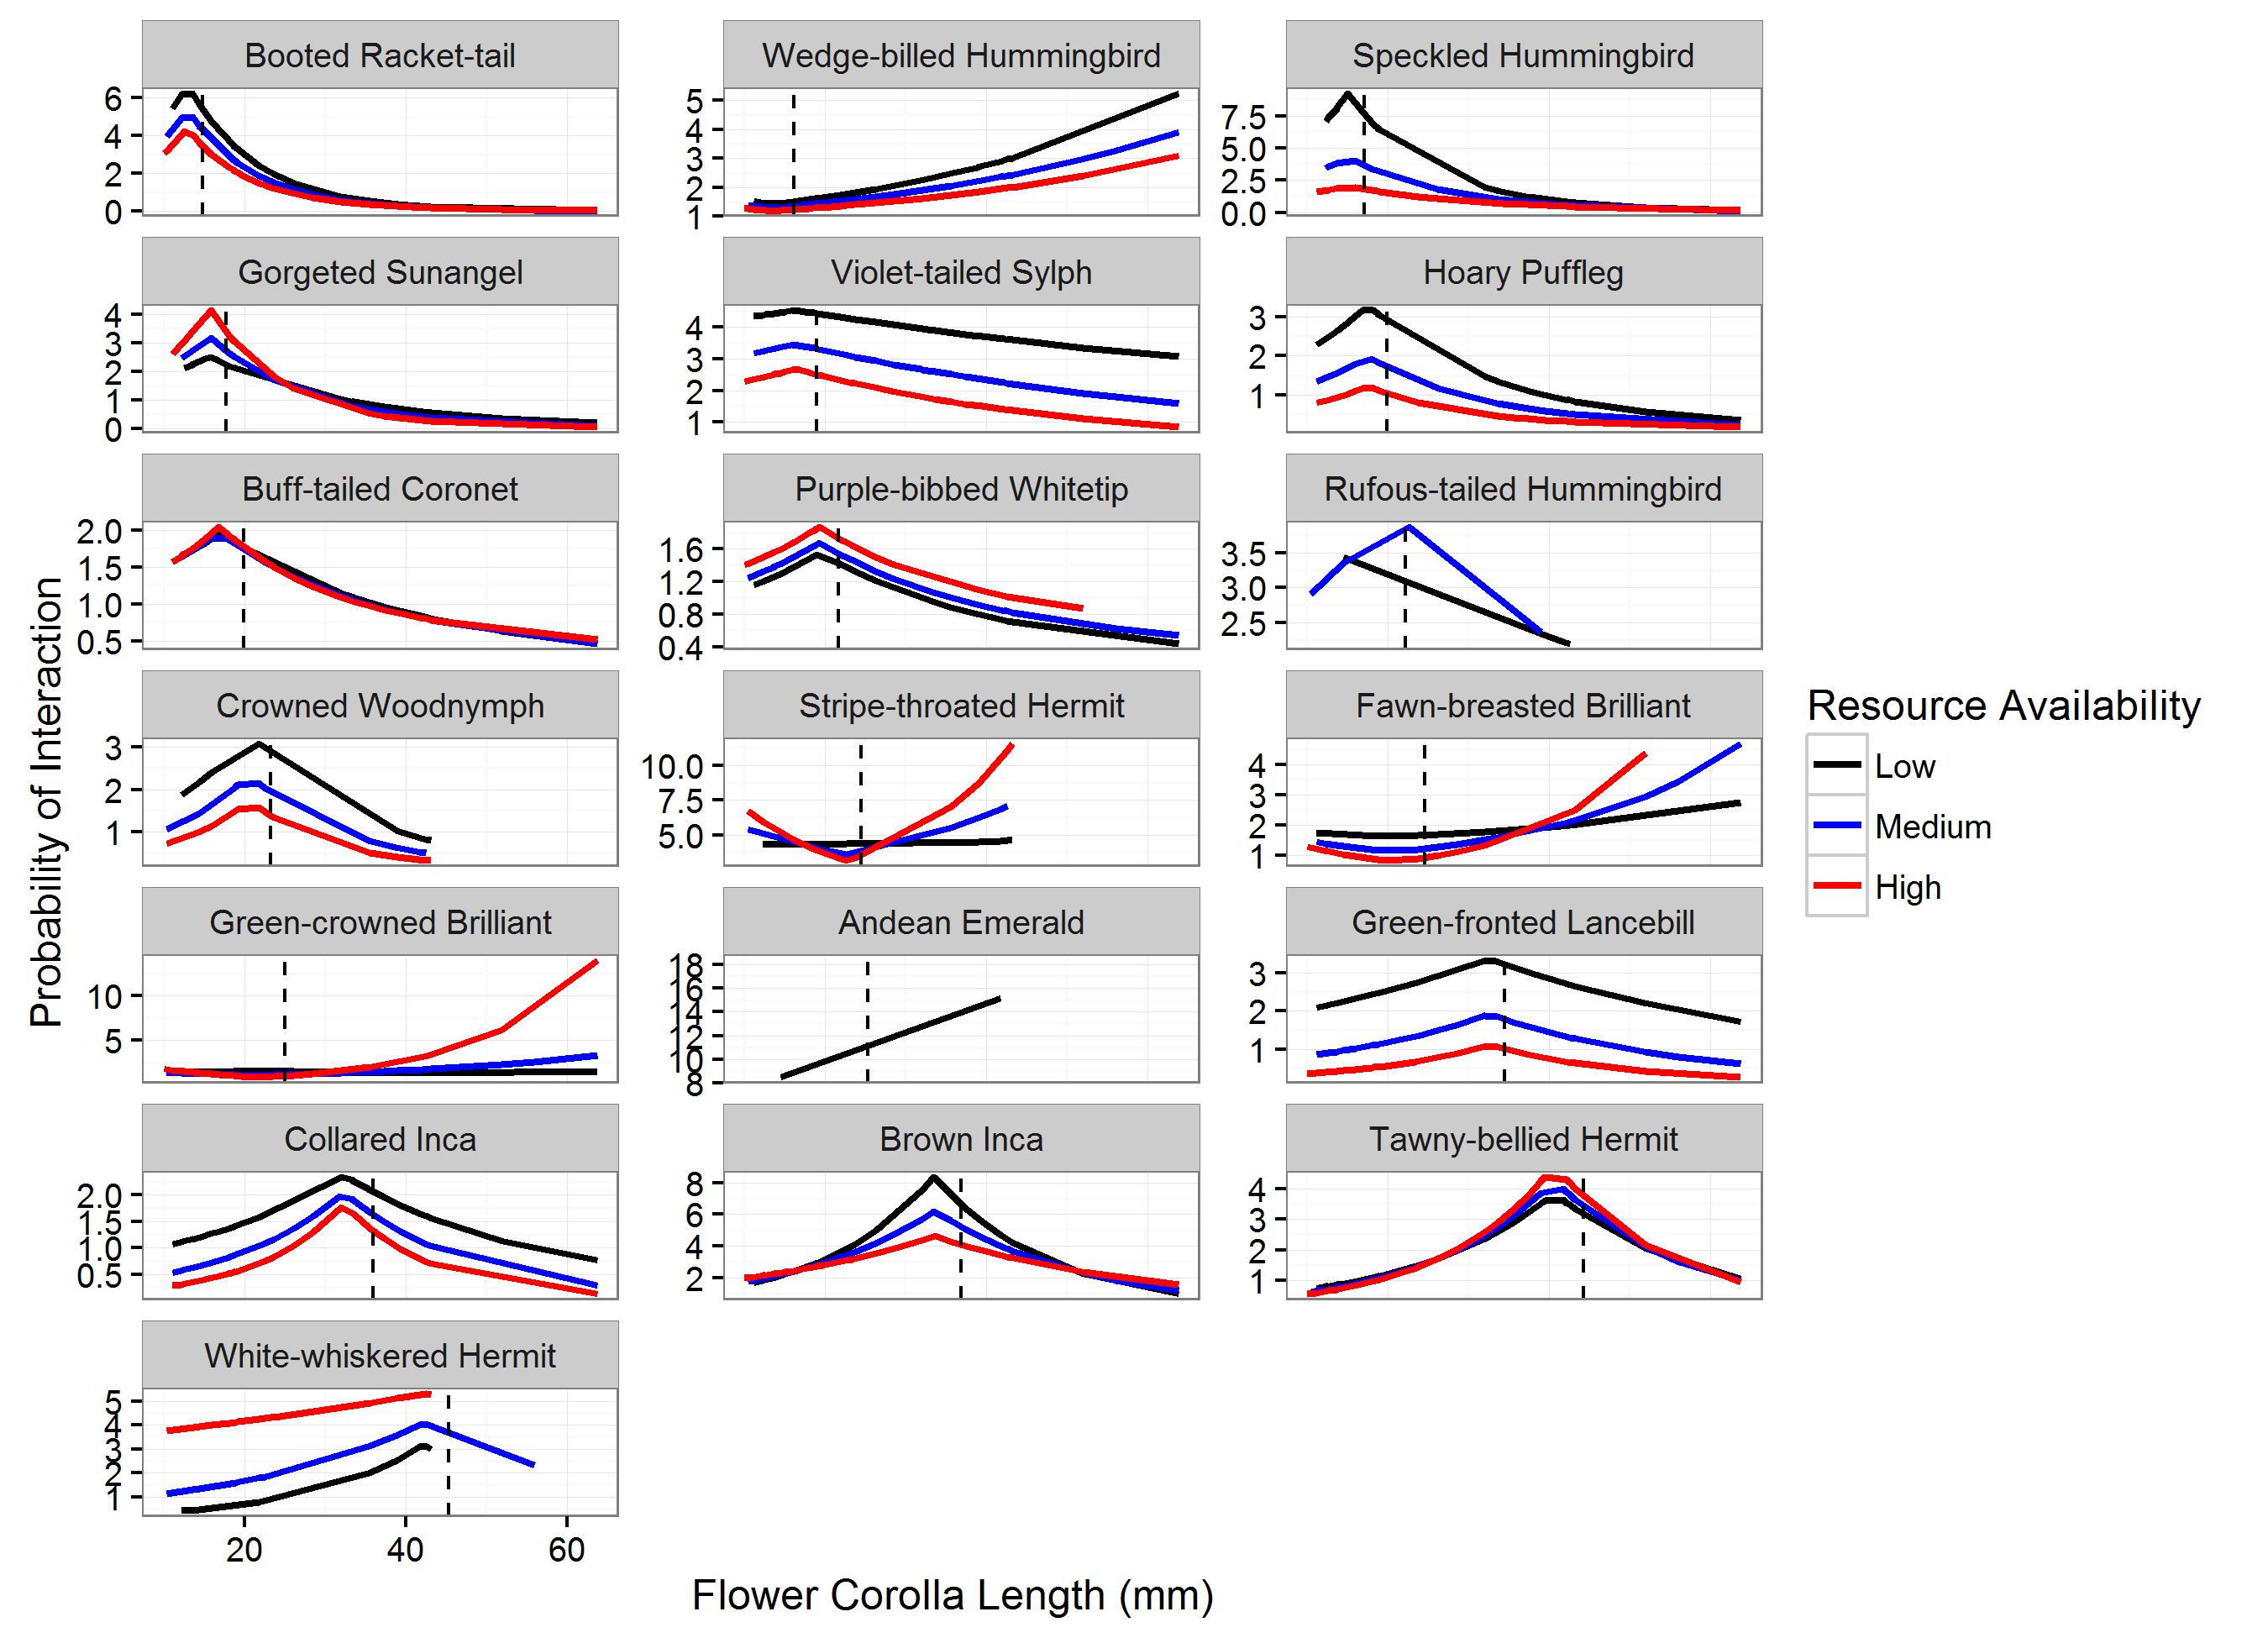 Booted Racket-tail
Wedge-billed Hummingbird
Speckled Hummingbird
6
4
2
0
5
4
3
2
1
7.5
5.0
2.5
0.0
Gorgeted Sunangel
Violet-tailed Sylph
Hoary Puffleg
4
3
2
1
0
4
3
2
1
3
2
1
Buff-tailed Coronet
Purple-bibbed Whitetip
Rufous-tailed Hummingbird
2.0
1.5
1.0
0.5
1.6
1.2
0.8
0.4
3.5
3.0
2.5
Crowned Woodnymph
Stripe-throated Hermit
Fawn-breasted Brilliant
3
2
1
10.0
7.5
5.0
4
3
2
1
Green-crowned Brilliant
Andean Emerald
Green-fronted Lancebill
10
5
18
16
14
12
10
8
3
2
1
Collared Inca
Brown Inca
Tawny-bellied Hermit
2.0
1.5
1.0
0.5
8
6
4
2
4
3
2
1
White-whiskered Hermit
5
4
3
2
1
20 40 60
Flower Corolla Length (mm)
Probability of Interaction
Resource Availability
Low
Medium
High